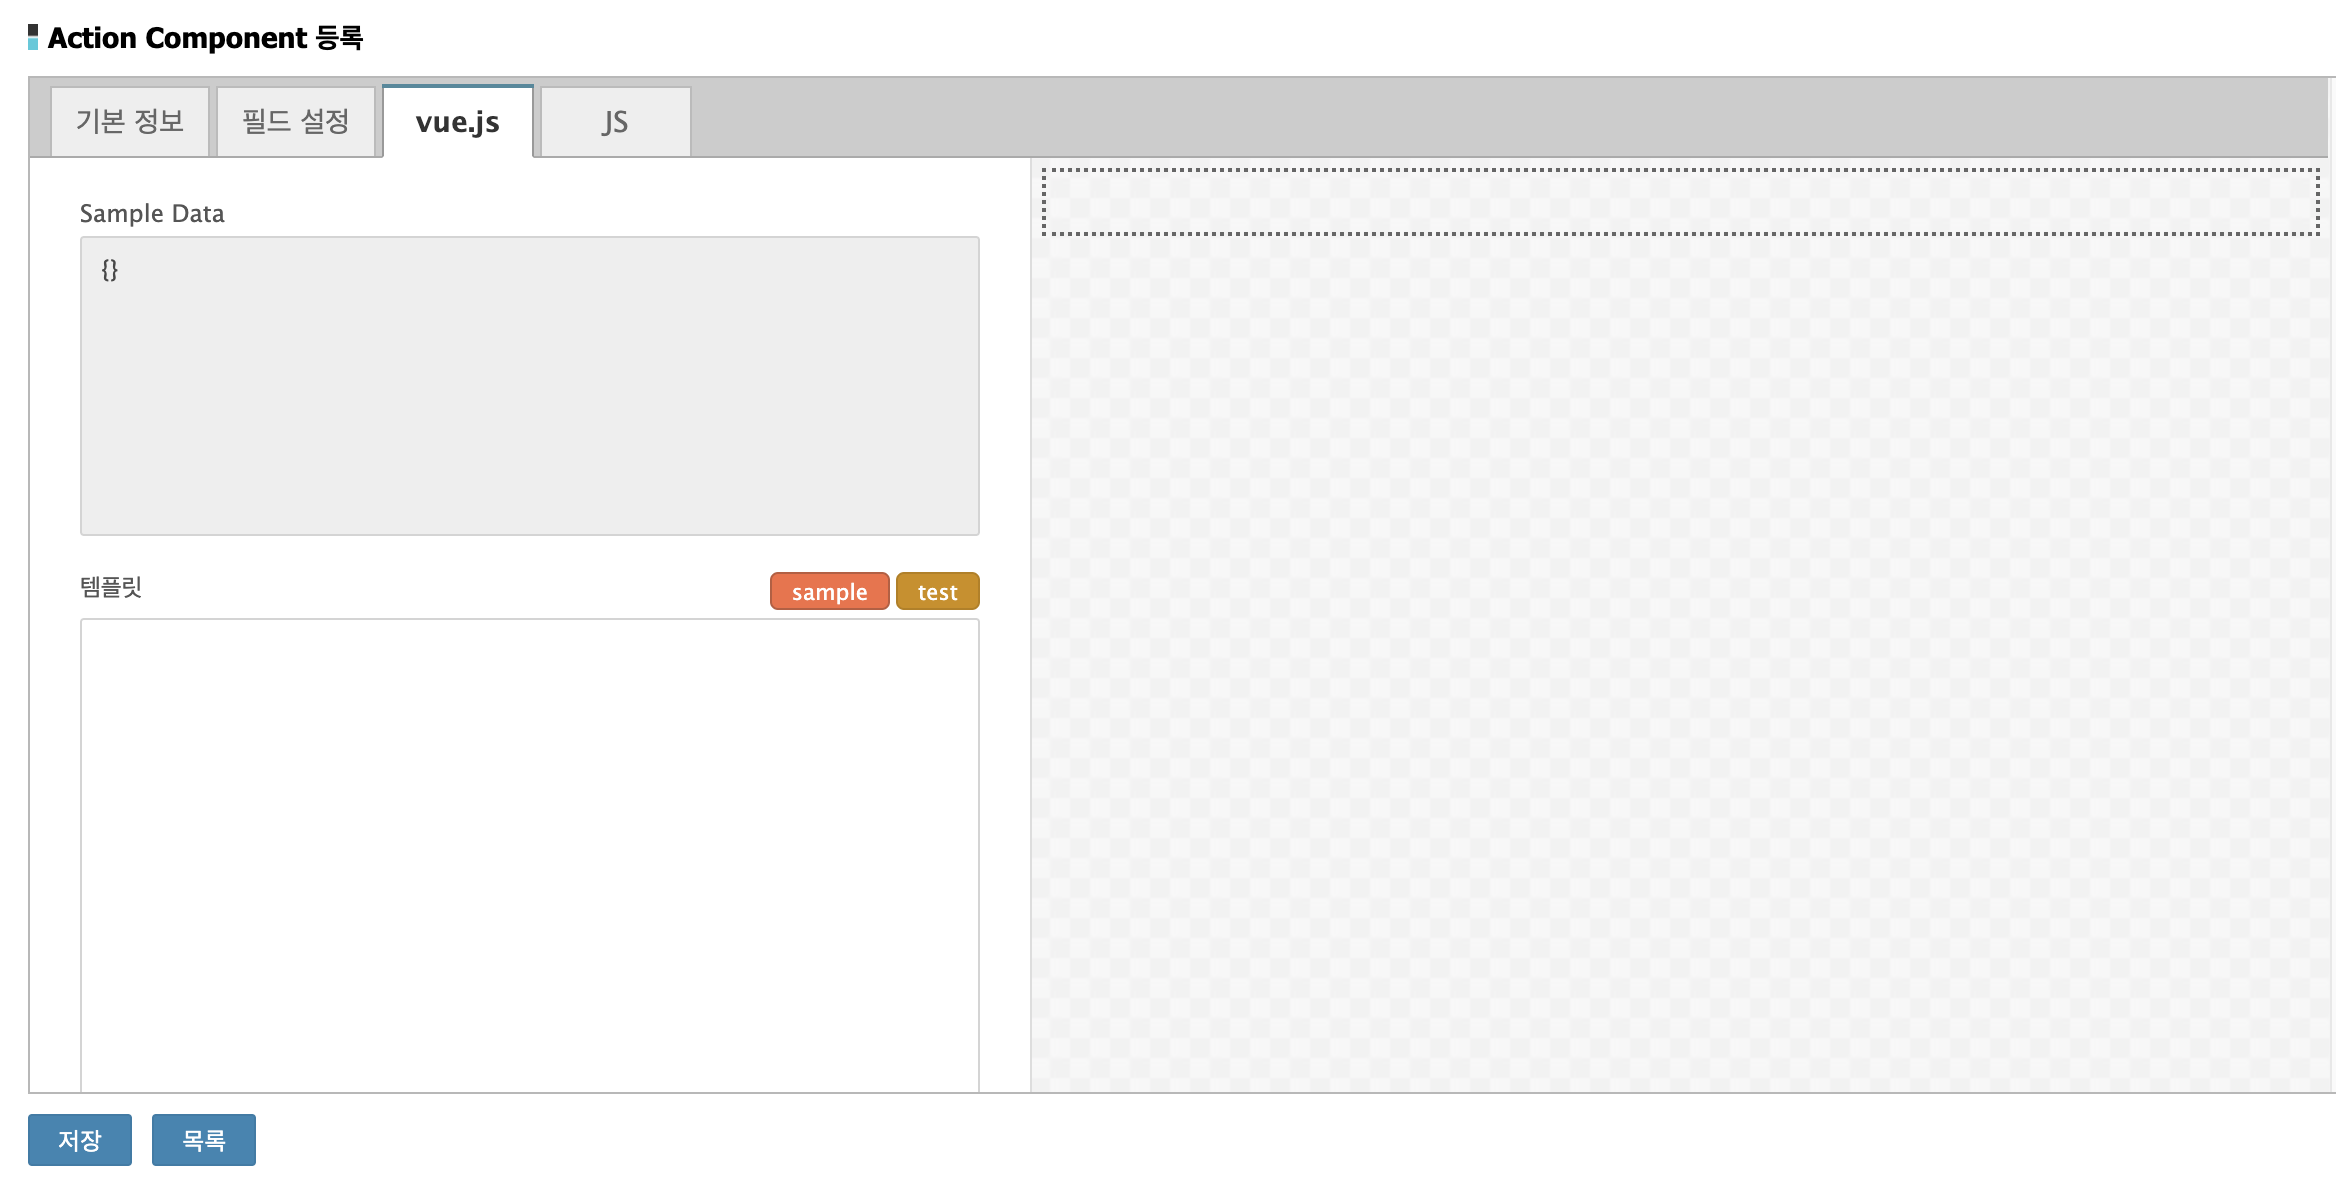 Action Component 등록
기본 정보 필드 설정 vue.js JS
Sample Data
{}
템플릿 sample test
저장 목록